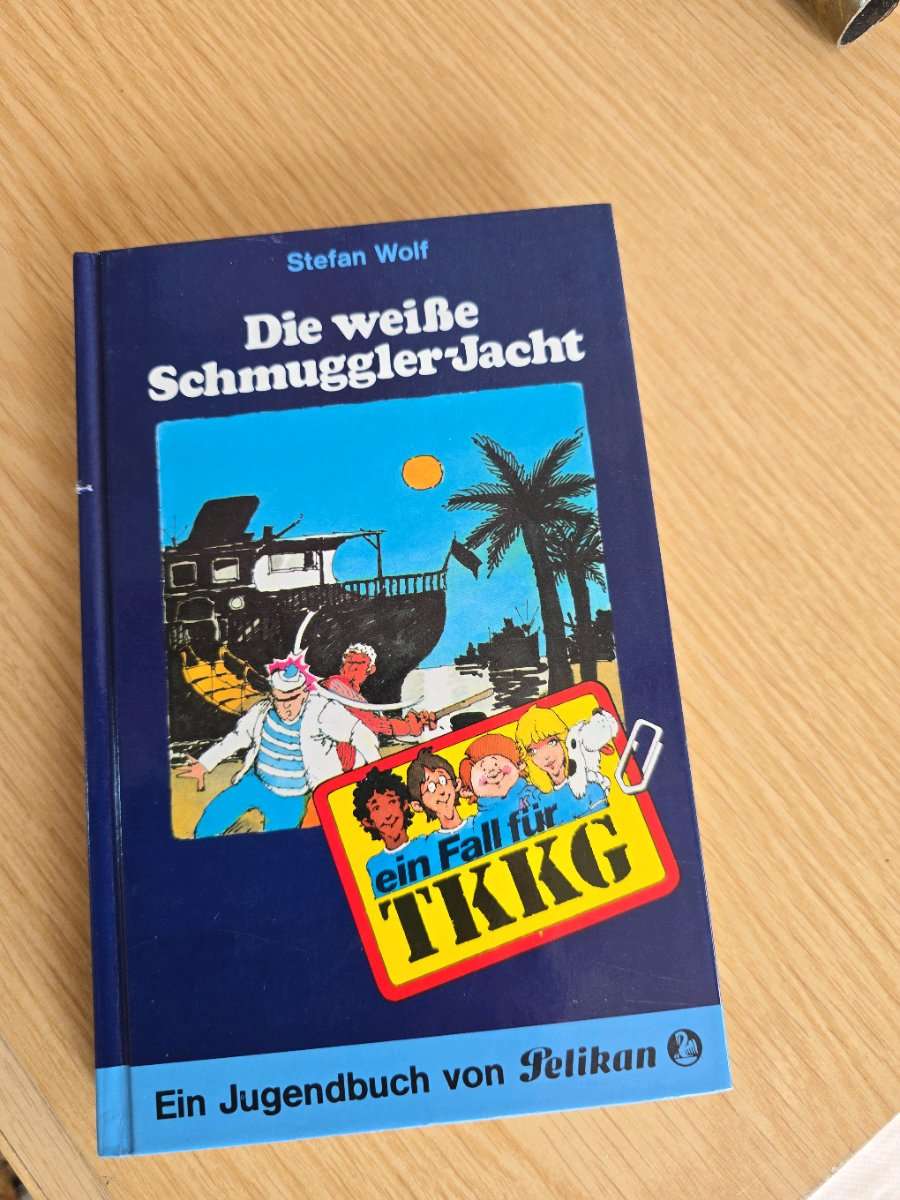 Stefan Wolf
Die weiße
Schmuggler-Jacht
ein Fall für
TKKG
Ein Jugendbuch von Pelikan